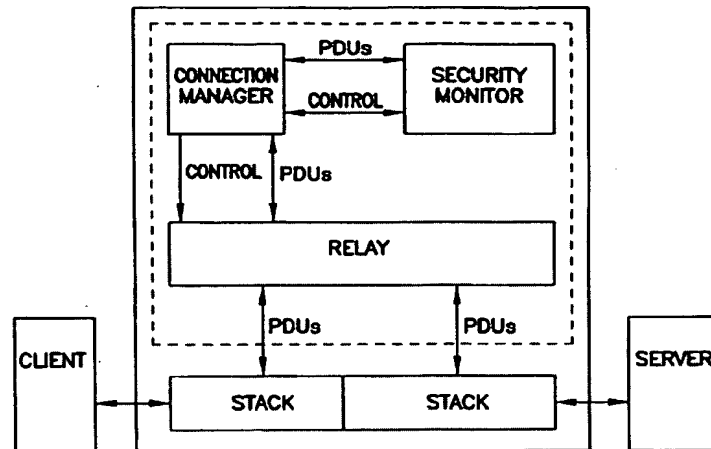 PDUs
CONNECTION
MANAGER
SECURITY
MONITOR
CONTROL
CONTROL
PDUs
RELAY
PDUs
PDUs
CLIENT
SERVER
STACK
STACK